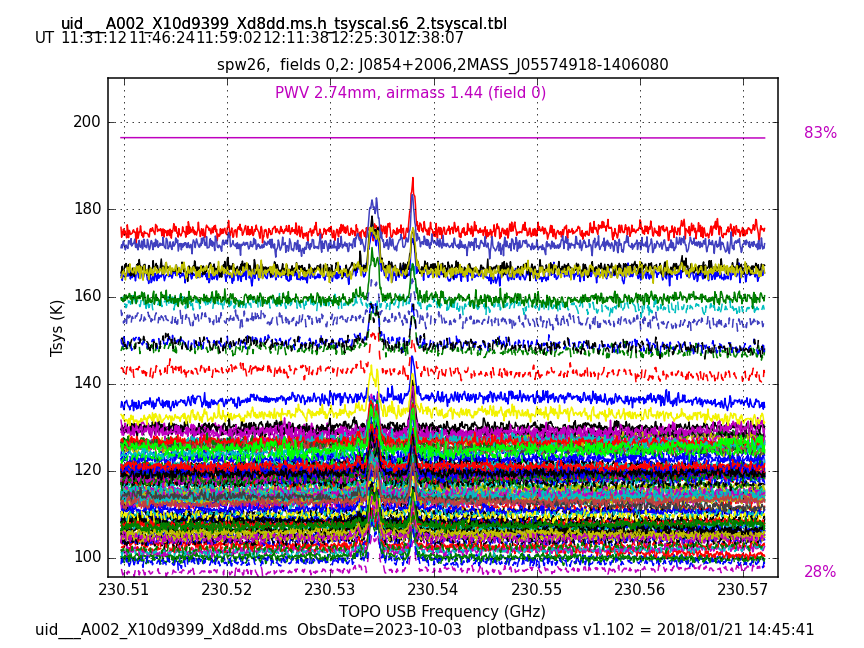 uid___A002_X10d9399_Xd8dd.ms.h_tsyscal.s6_2.tsyscal.tbl
UT 11:31:12 11:46:24 11:59:02 12:11:38 12:25:30 12:38:07
spw26, fields 0,2: J0854+2006,2MASS_J05574918-1406080
PWV 2.74mm, airmass 1.44 (field 0)
83%
200
180
160
140
120
100
Tsys (K)
28%
230.51 230.52 230.53 230.54 230.55 230.56 230.57
TOPO USB Frequency (GHz)
uid___A002_X10d9399_Xd8dd.ms ObsDate=2023-10-03 plotbandpass v1.102 = 2018/01/21 14:45:41